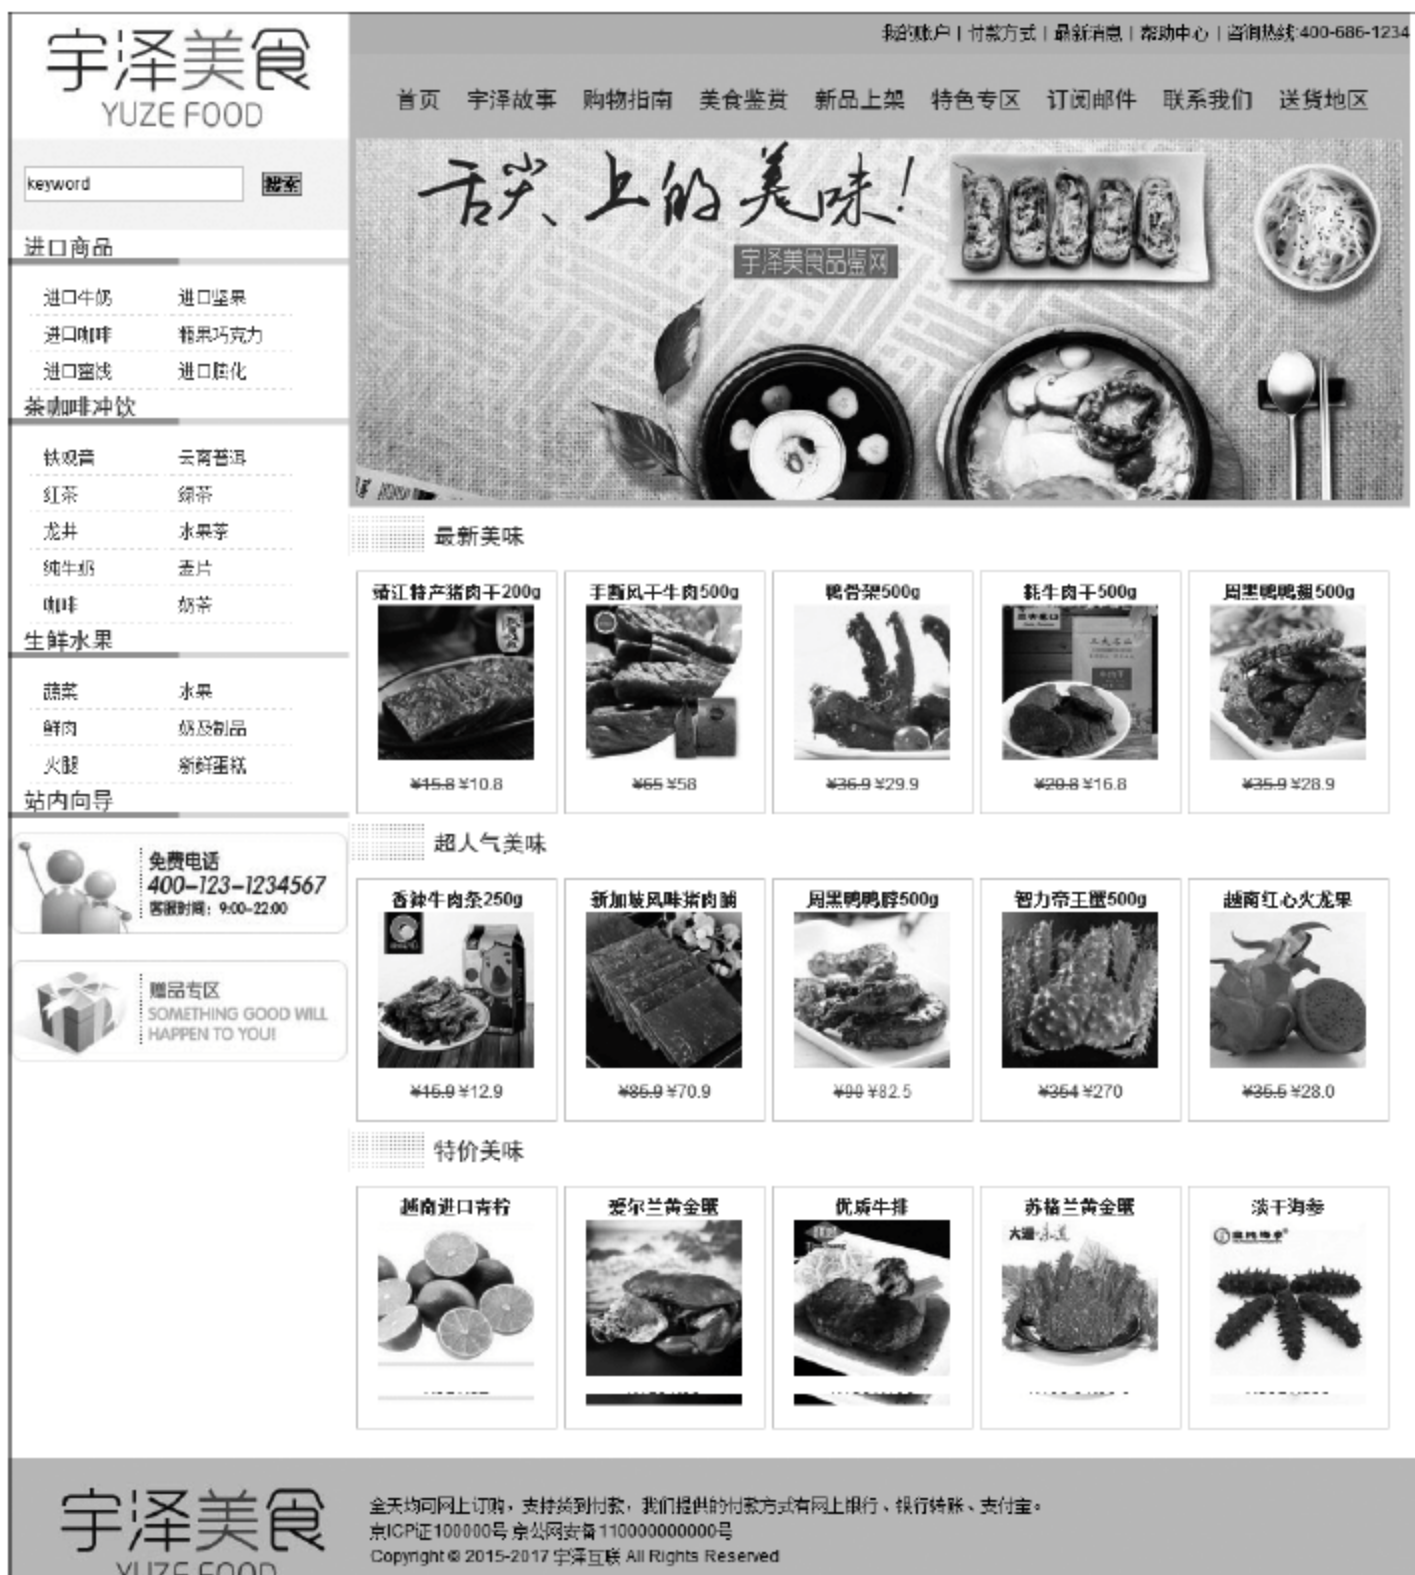 宇泽美食
YUZE FOOD
我的账户 | 付款方式 | 最新消息 | 帮助中心 | 咨询热线:400-686-1234
首页 宇泽故事 购物指南 美食鉴赏 新品上架 特色专区 订阅邮件 联系我们 送货地区
keyword 搜索
舌尖上的美味!
宇泽美食品鉴网
进口商品
进口牛奶 进口坚果
进口咖啡 糖果巧克力
进口蜜饯 进口膨化
茶咖啡冲饮
铁观音 云南普洱
红茶 绿茶
龙井 水果茶
纯牛奶 麦片
咖啡 奶茶
生鲜水果
蔬菜 水果
鲜肉 奶及制品
火腿 新鲜蛋糕
站内向导
免费电话
400-123-1234567
客服时间：9:00-22:00
赠品专区
SOMETHING GOOD WILL
HAPPEN TO YOU!
最新美味
靖江特产猪肉干200g 手撕风干牛肉500g 鸭骨架500g 牦牛肉干500g 周黑鸭鸭翅500g
¥15.8 ¥10.8 ¥65 ¥58 ¥36.9 ¥29.9 ¥20.8 ¥16.8 ¥35.9 ¥28.9
超人气美味
香辣牛肉条250g 新加坡风味猪肉脯 周黑鸭鸭脖500g 智力帝王蟹500g 越南红心火龙果
¥15.9 ¥12.9 ¥85.9 ¥70.9 ¥90 ¥82.5 ¥354 ¥270 ¥35.5 ¥28.0
特价美味
越南进口青柠 爱尔兰黄金蟹 优质牛排 苏格兰黄金蟹 淡干海参
宇泽美食
YUZE FOOD
全天均可网上订购，支持货到付款，我们提供的付款方式有网上银行、银行转账、支付宝。
京ICP证100000号 京公网安备110000000000号
Copyright © 2015-2017 宇泽互联 All Rights Reserved